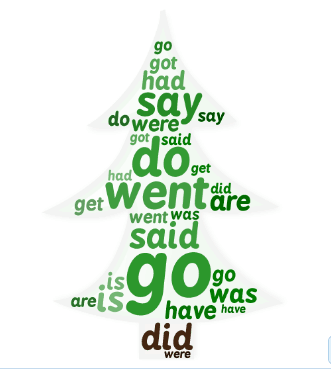 go
got
had
say
do were say
got said
do get
had went did
get are
went was
said
go go
is
are is was
have have
did
were